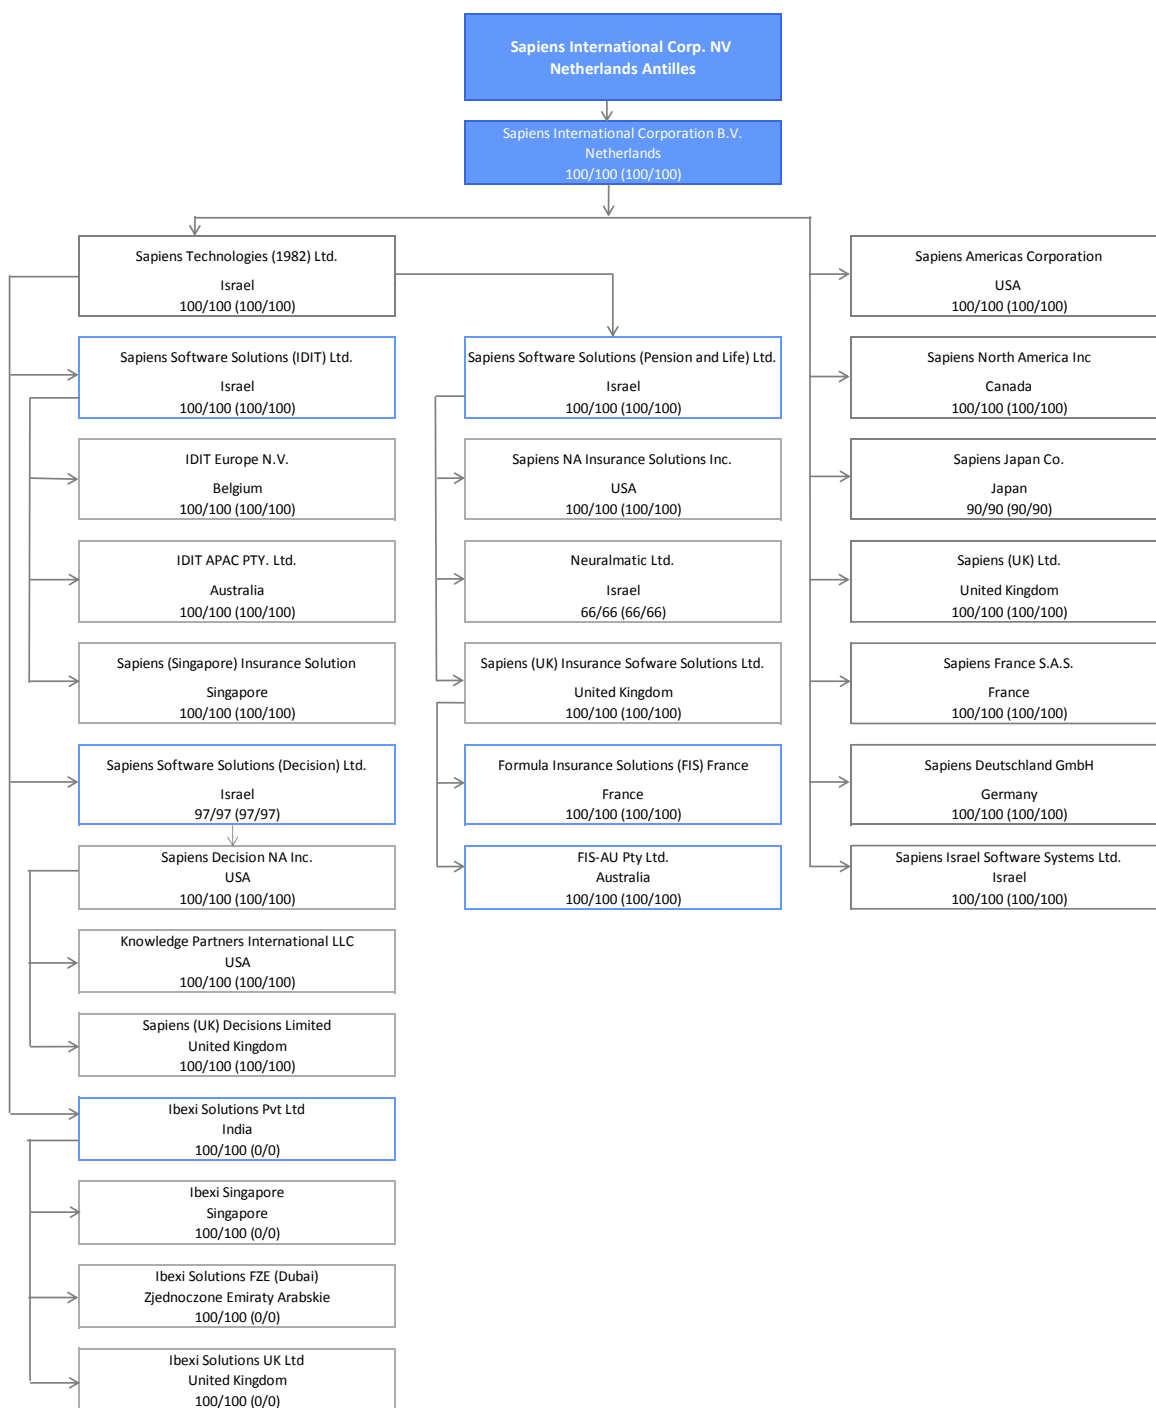 Sapiens International Corp. NV
Netherlands Antilles
Sapiens International Corporation B.V.
Netherlands
100/100 (100/100)
Sapiens Technologies (1982) Ltd.
Israel
100/100 (100/100)
Sapiens Software Solutions (IDIT) Ltd.
Israel
100/100 (100/100)
IDIT Europe N.V.
Belgium
100/100 (100/100)
IDIT APAC PTY. Ltd.
Australia
100/100 (100/100)
Sapiens (Singapore) Insurance Solution
Singapore
100/100 (100/100)
Sapiens Software Solutions (Decision) Ltd.
Israel
97/97 (97/97)
Sapiens Decision NA Inc.
USA
100/100 (100/100)
Knowledge Partners International LLC
USA
100/100 (100/100)
Sapiens (UK) Decisions Limited
United Kingdom
100/100 (100/100)
Ibexi Solutions Pvt Ltd
India
100/100 (0/0)
Ibexi Singapore
Singapore
100/100 (0/0)
Ibexi Solutions FZE (Dubai)
Zjednoczone Emiraty Arabskie
100/100 (0/0)
Ibexi Solutions UK Ltd
United Kingdom
100/100 (0/0)
Sapiens Software Solutions (Pension and Life) Ltd.
Israel
100/100 (100/100)
Sapiens NA Insurance Solutions Inc.
USA
100/100 (100/100)
Neuralmatic Ltd.
Israel
66/66 (66/66)
Sapiens (UK) Insurance Sofware Solutions Ltd.
United Kingdom
100/100 (100/100)
Formula Insurance Solutions (FIS) France
France
100/100 (100/100)
FIS-AU Pty Ltd.
Australia
100/100 (100/100)
Sapiens Americas Corporation
USA
100/100 (100/100)
Sapiens North America Inc
Canada
100/100 (100/100)
Sapiens Japan Co.
Japan
90/90 (90/90)
Sapiens (UK) Ltd.
United Kingdom
100/100 (100/100)
Sapiens France S.A.S.
France
100/100 (100/100)
Sapiens Deutschland GmbH
Germany
100/100 (100/100)
Sapiens Israel Software Systems Ltd.
Israel
100/100 (100/100)